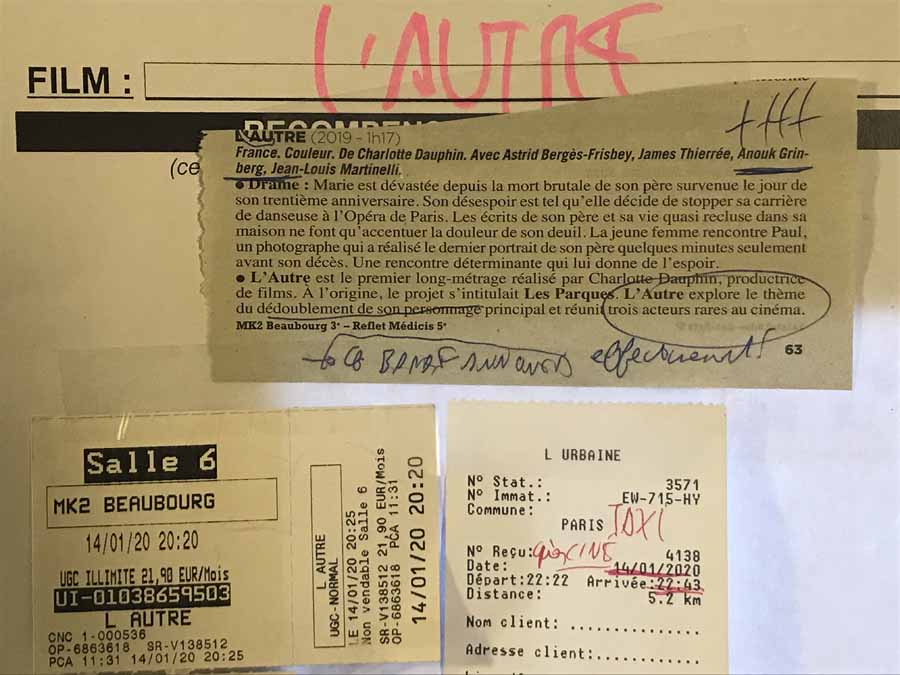 L'AUTRE
FILM :
RECOMPENS
(ce
L'AUTRE (2019 - 1h17)
++++
France. Couleur. De Charlotte Dauphin. Avec Astrid Bergès-Frisbey, James Thierrée, Anouk Grin-
berg, Jean-Louis Martinelli.
● Drame : Marie est dévastée depuis la mort brutale de son père survenue le jour de
son trentième anniversaire. Son désespoir est tel qu'elle décide de stopper sa carrière
de danseuse à l'Opéra de Paris. Les écrits de son père et sa vie quasi recluse dans sa
maison ne font qu'accentuer la douleur de son deuil. La jeune femme rencontre Paul,
un photographe qui a réalisé le dernier portrait de son père quelques minutes seulement
avant son décès. Une rencontre déterminante qui lui donne de l'espoir.
● L'Autre est le premier long-métrage réalisé par Charlotte Dauphin, productrice
de films. À l'origine, le projet s'intitulait Les Parques. L'Autre explore le thème
du dédoublement de son personnage principal et réunit trois acteurs rares au cinéma.
MK2 Beaubourg 3e – Reflet Médicis 5e
effectivement!
63
Salle 6
MK2 BEAUBOURG
14/01/20 20:20
UGC ILLIMITE 21,90 EUR/Mois
UI-01038659503
L AUTRE
CNC 1-000536
OP-6863618 SR-V138512
PCA 11:31 14/01/20 20:25
L AUTRE
UGC-NORMAL
LE 14/01/20 20:25
Non vendable Salle 6
SR-V138512 21,90 EUR/Mois
OP-6863618 PCA 11:31
14/01/20 20:20
L URBAINE
N° Stat.: 3571
N° Immat.: EW-715-HY
Commune:
PARIS TAXI
N° Reçu: 4138
Date: 14/01/2020
Départ:22:22 Arrivée:22:43
Distance: 5.2 km
Nom client:
Adresse client: